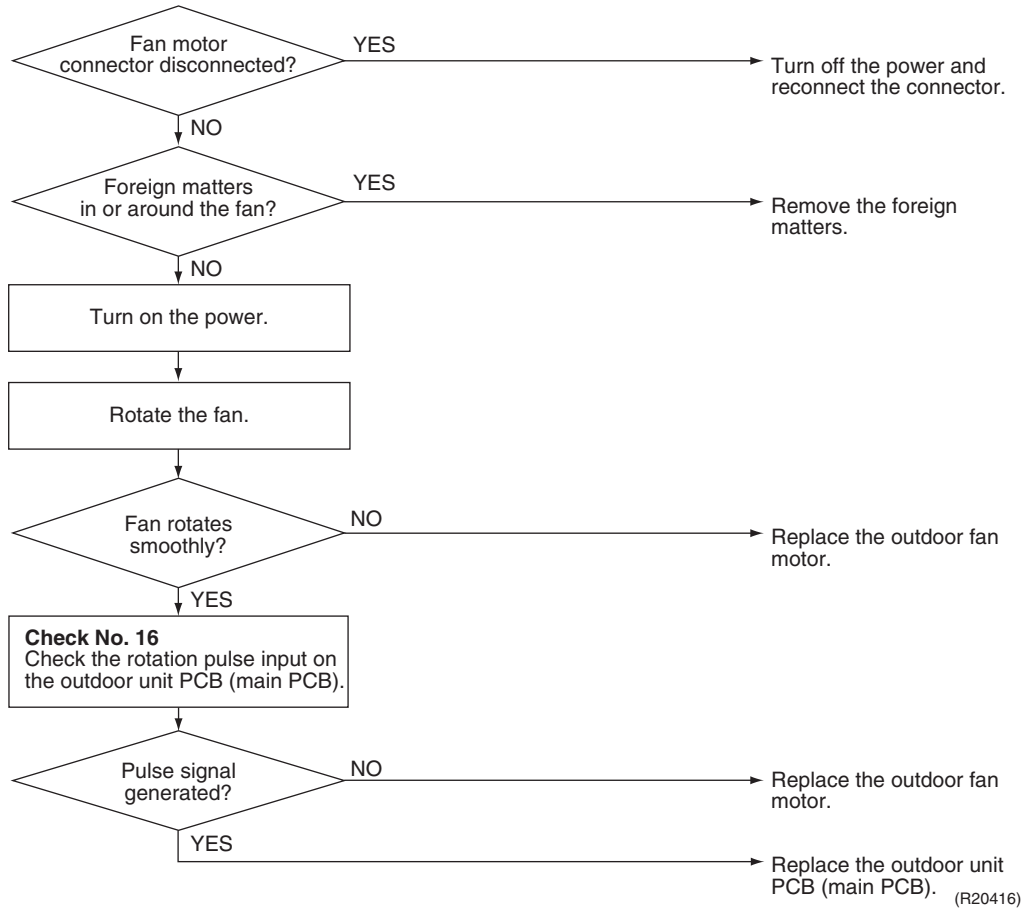 Fan motor
connector disconnected?
YES
Turn off the power and
reconnect the connector.
NO
Foreign matters
in or around the fan?
YES
Remove the foreign
matters.
NO
Turn on the power.
Rotate the fan.
Fan rotates
smoothly?
NO
Replace the outdoor fan
motor.
YES
Check No. 16
Check the rotation pulse input on
the outdoor unit PCB (main PCB).
Pulse signal
generated?
NO
Replace the outdoor fan
motor.
YES
Replace the outdoor unit
PCB (main PCB).
(R20416)